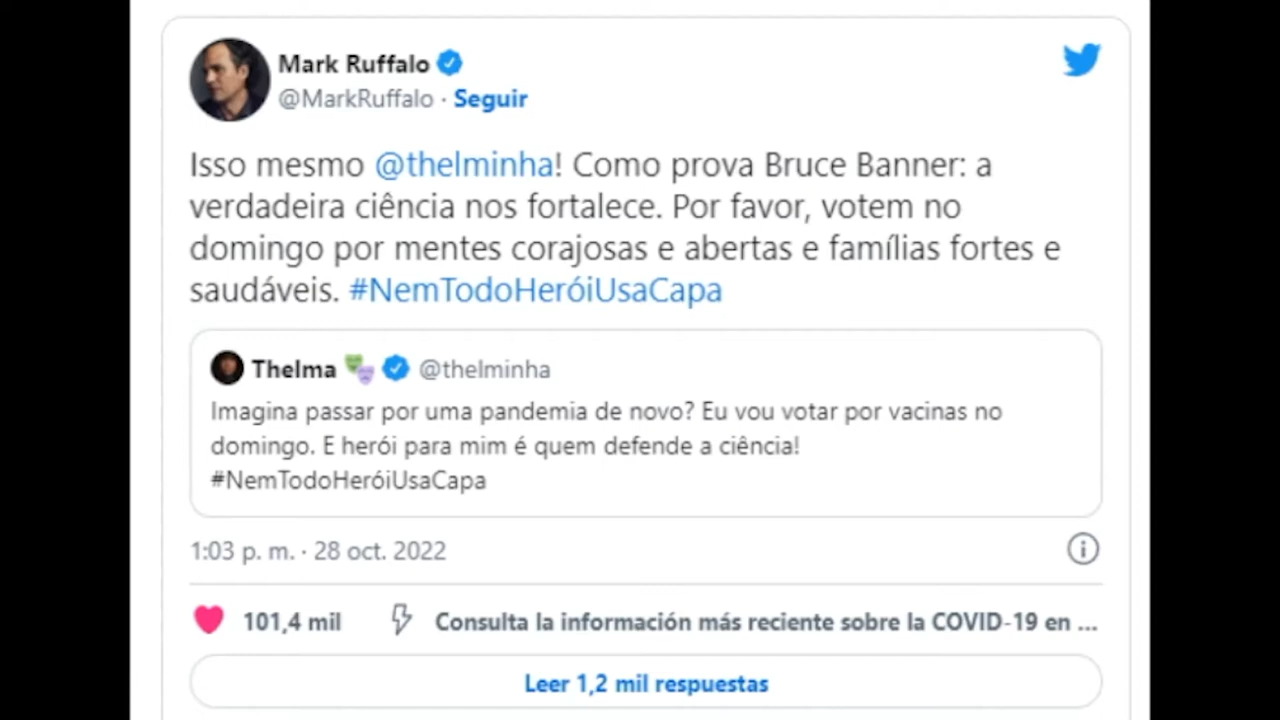 Mark Ruffalo
@MarkRuffalo · Seguir
Isso mesmo @thelminha! Como prova Bruce Banner: a
verdadeira ciência nos fortalece. Por favor, votem no
domingo por mentes corajosas e abertas e famílias fortes e
saudáveis. #NemTodoHeróiUsaCapa
Thelma @thelminha
Imagina passar por uma pandemia de novo? Eu vou votar por vacinas no
domingo. E herói para mim é quem defende a ciência!
#NemTodoHeróiUsaCapa
1:03 p. m. · 28 oct. 2022
101,4 mil Consulta la información más reciente sobre la COVID-19 en ...
Leer 1,2 mil respuestas